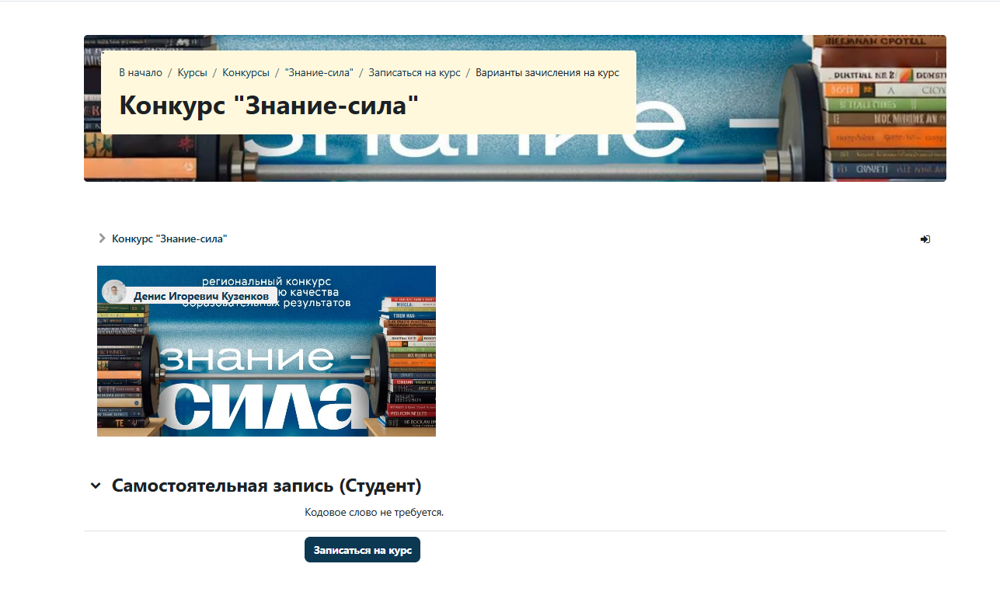 В начало / Курсы / Конкурсы / "Знание-сила" / Записаться на курс / Варианты зачисления на курс
Конкурс "Знание-сила"
знание –
Конкурс "Знание-сила"
региональный конкурс
ю качества
образовательных результатов
Денис Игоревич Кузенков
знание –
сила
Самостоятельная запись (Студент)
Кодовое слово не требуется.
Записаться на курс